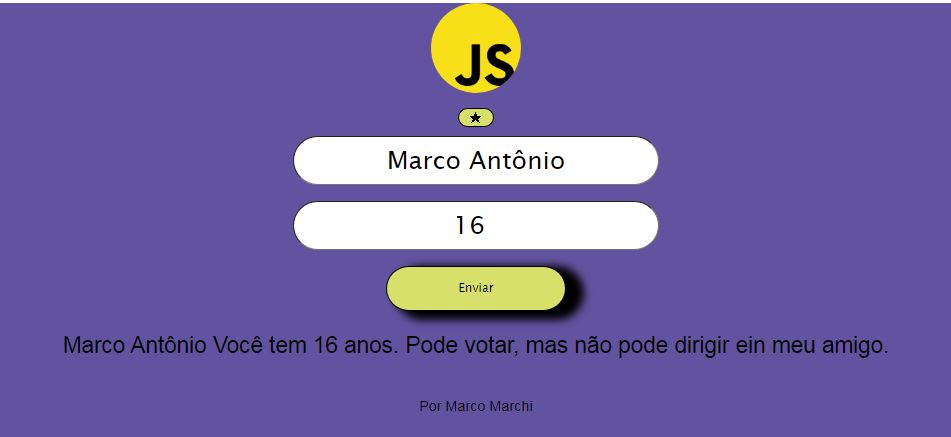 JS
★
Marco Antônio
16
Enviar
Marco Antônio Você tem 16 anos. Pode votar, mas não pode dirigir ein meu amigo.
Por Marco Marchi